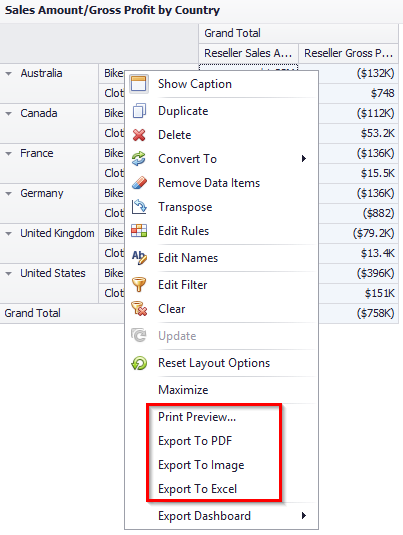 Sales Amount/Gross Profit by Country
Grand Total
Reseller Sales A... Reseller Gross P...
Australia Bike ($132K)
Clot $748
Canada Bike ($112K)
Clot $53.2K
France Bike ($136K)
Clot $15.5K
Germany Bike ($136K)
Clot ($882)
United Kingdom Bike ($79.2K)
Clot $13.4K
United States Bike ($396K)
Clot $151K
Grand Total ($758K)
Show Caption
Duplicate
Delete
Convert To
Remove Data Items
Transpose
Edit Rules
Edit Names
Edit Filter
Clear
Update
Reset Layout Options
Maximize
Print Preview...
Export To PDF
Export To Image
Export To Excel
Export Dashboard